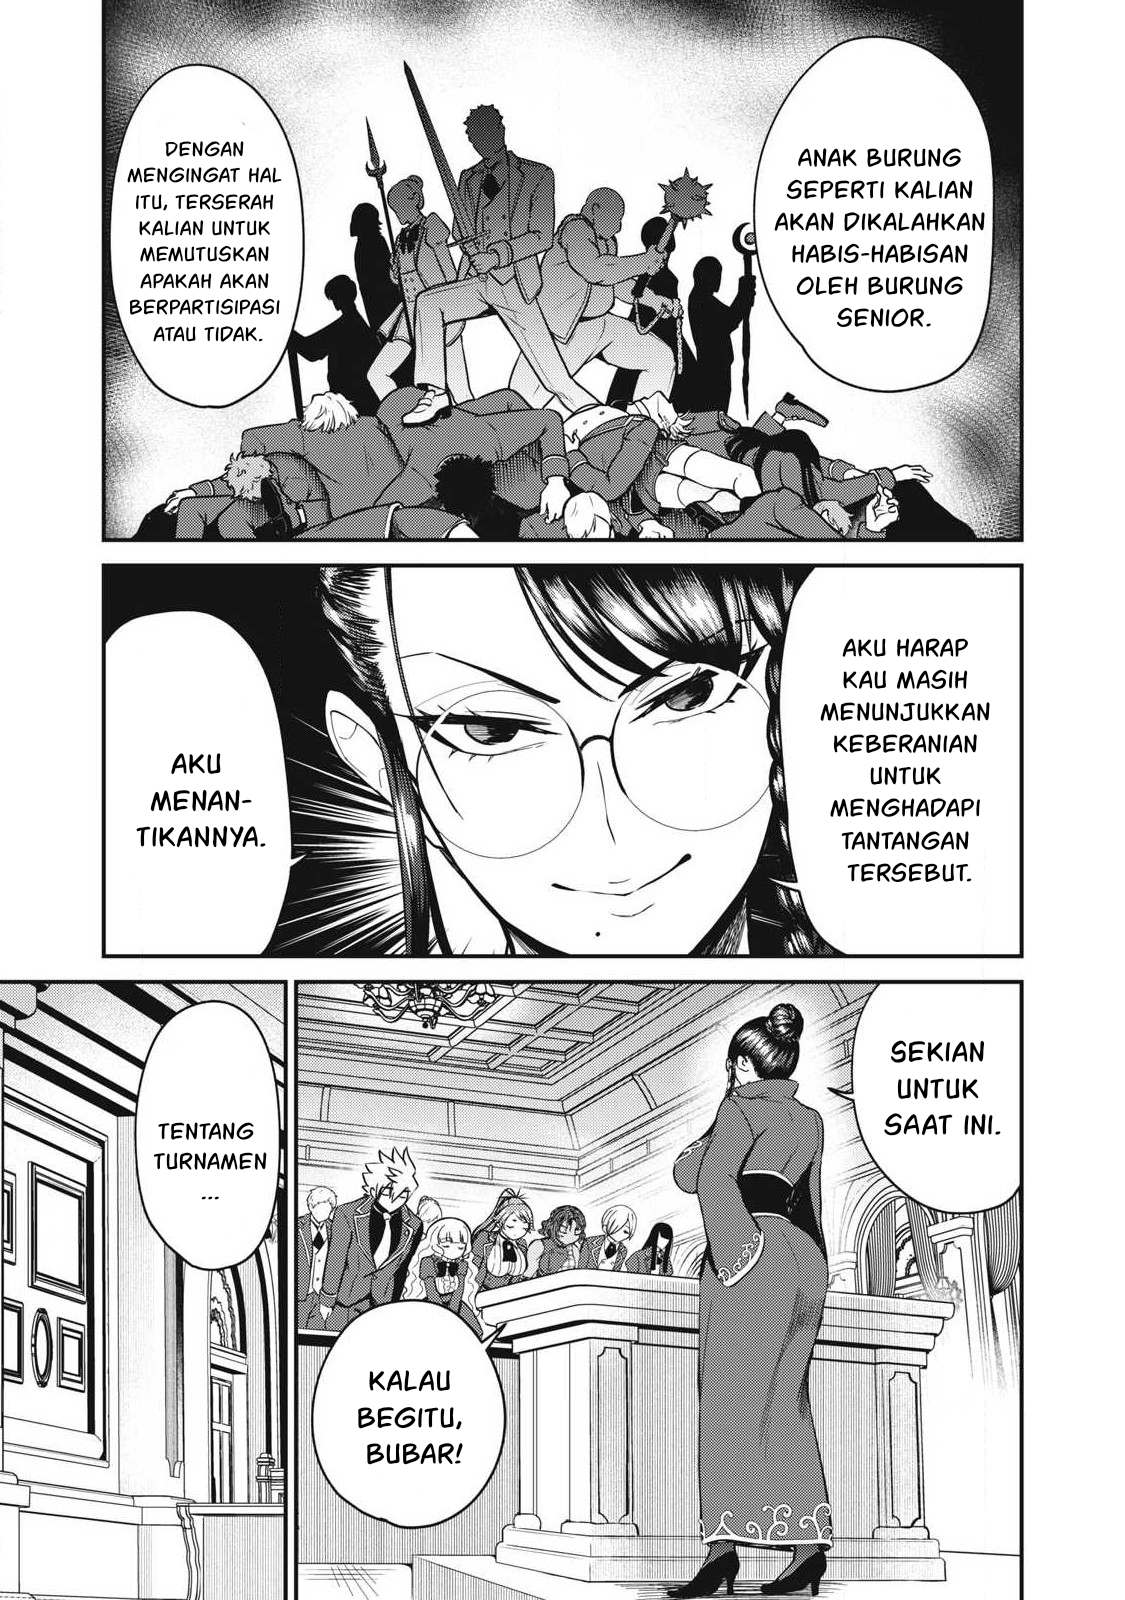 ANAK BURUNG
SEPERTI KALIAN
AKAN DIKALAHKAN
HABIS-HABISAN
OLEH BURUNG
SENIOR.
DENGAN
MENGINGAT HAL
ITU, TERSERAH
KALIAN UNTUK
MEMUTUSKAN
APAKAH AKAN
BERPARTISIPASI
ATAU TIDAK.
AKU HARAP
KAU MASIH
MENUNJUKKAN
KEBERANIAN
UNTUK
MENGHADAPI
TANTANGAN
TERSEBUT.
AKU
MENAN-
TIKANNYA.
SEKIAN
UNTUK
SAAT INI.
KALAU
BEGITU,
BUBAR!
TENTANG
TURNAMEN
...